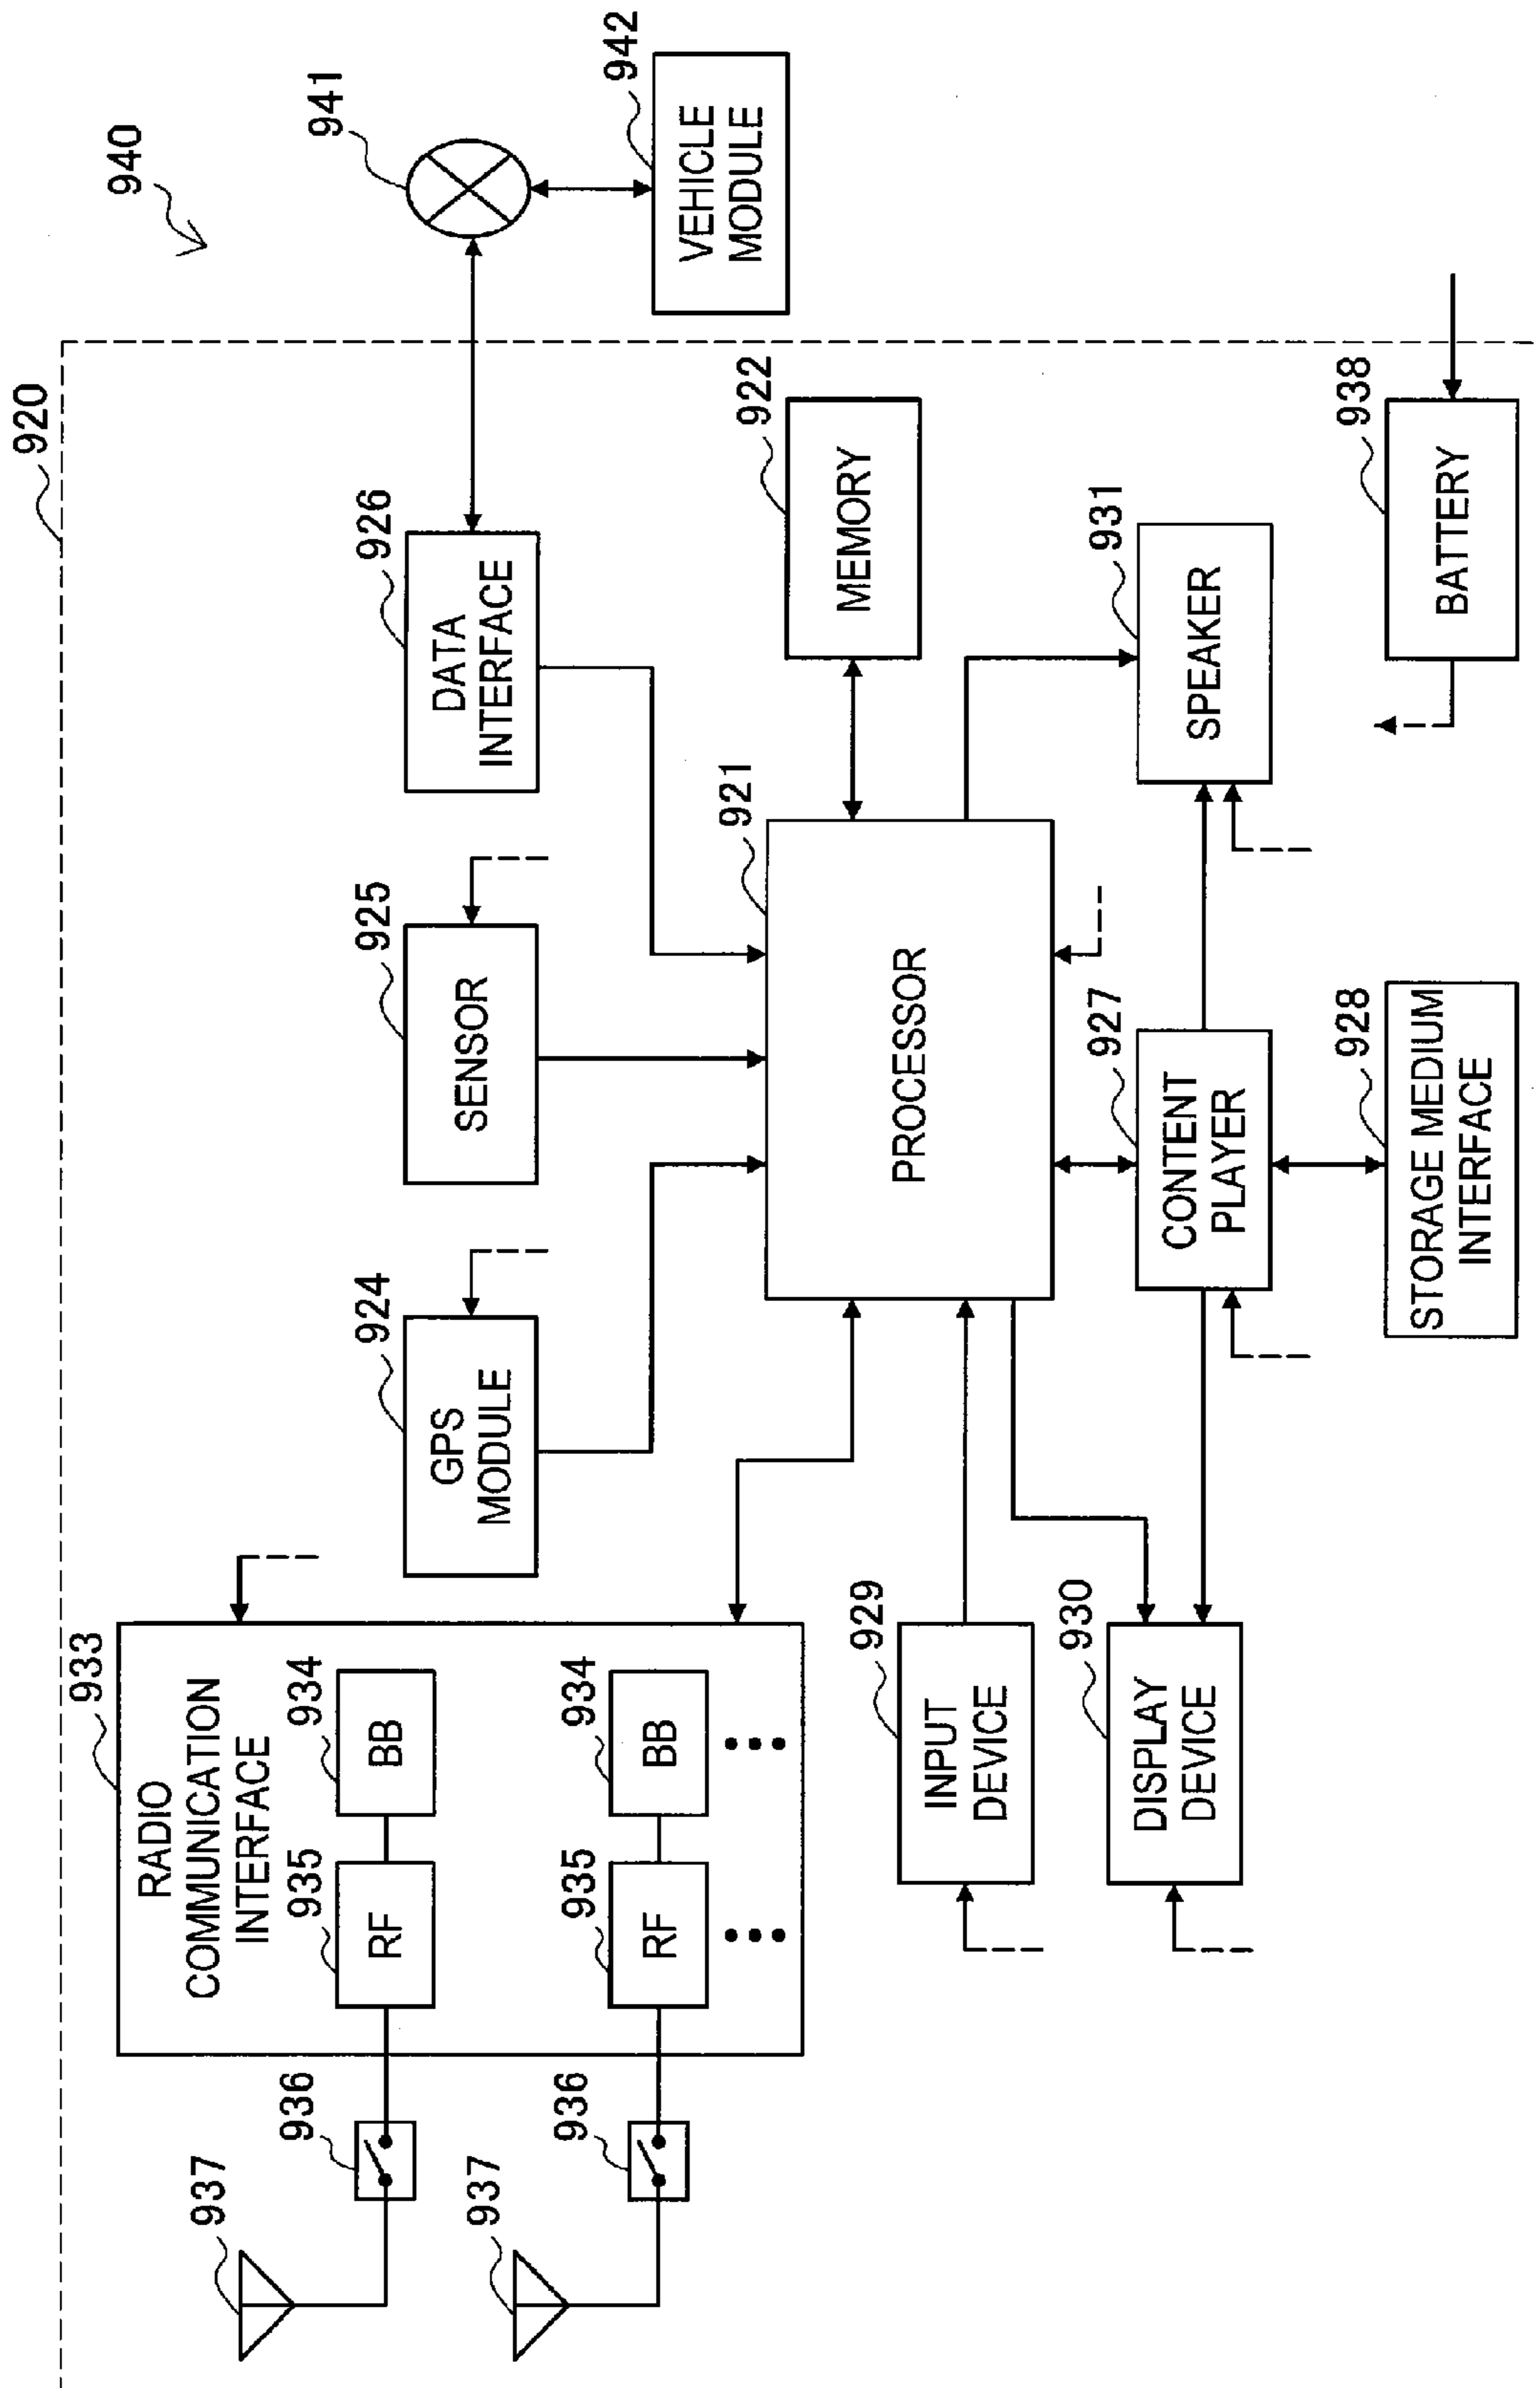 940
920
941
942
VEHICLE
MODULE
933
RADIO
COMMUNICATION
INTERFACE
937
936
935
RF
934
BB
937
936
935
RF
934
BB
924
GPS
MODULE
925
SENSOR
926
DATA
INTERFACE
921
PROCESSOR
922
MEMORY
929
INPUT
DEVICE
930
DISPLAY
DEVICE
927
CONTENT
PLAYER
931
SPEAKER
928
STORAGE MEDIUM
INTERFACE
938
BATTERY